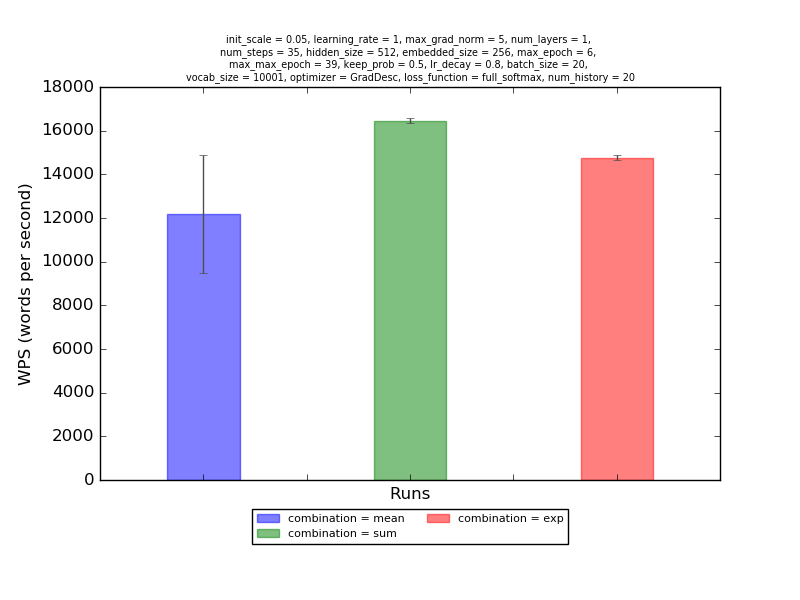 init_scale = 0.05, learning_rate = 1, max_grad_norm = 5, num_layers = 1,
num_steps = 35, hidden_size = 512, embedded_size = 256, max_epoch = 6,
max_max_epoch = 39, keep_prob = 0.5, lr_decay = 0.8, batch_size = 20,
vocab_size = 10001, optimizer = GradDesc, loss_function = full_softmax, num_history = 20
18000
16000
14000
12000
10000
8000
6000
4000
2000
0
WPS (words per second)
Runs
combination = mean
combination = sum
combination = exp